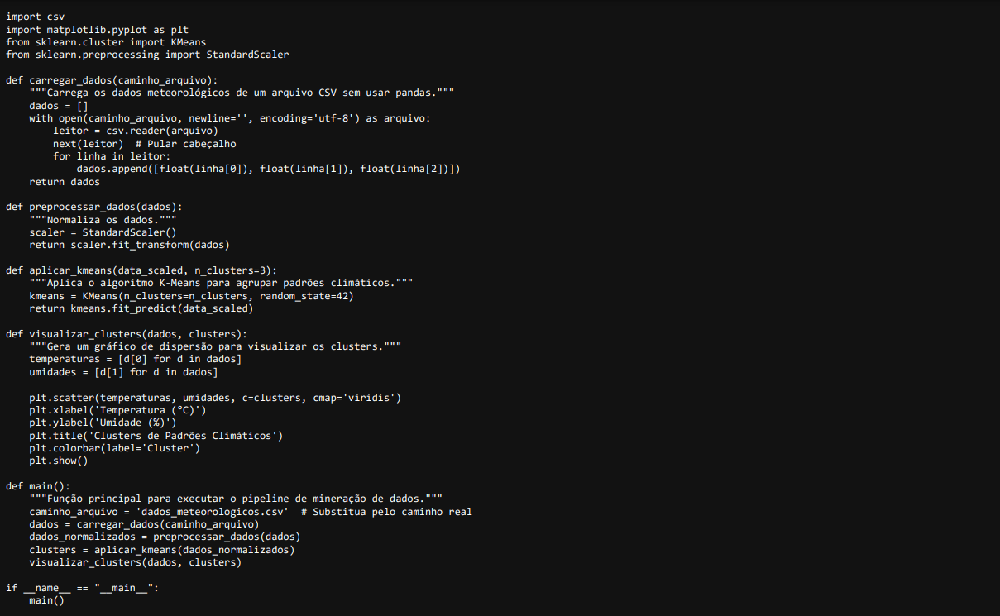 import csv
import matplotlib.pyplot as plt
from sklearn.cluster import KMeans
from sklearn.preprocessing import StandardScaler

def carregar_dados(caminho_arquivo):
    """Carrega os dados meteorológicos de um arquivo CSV sem usar pandas."""
    dados = []
    with open(caminho_arquivo, newline='', encoding='utf-8') as arquivo:
        leitor = csv.reader(arquivo)
        next(leitor)  # Pular cabeçalho
        for linha in leitor:
            dados.append([float(linha[0]), float(linha[1]), float(linha[2])])
    return dados

def preprocessar_dados(dados):
    """Normaliza os dados."""
    scaler = StandardScaler()
    return scaler.fit_transform(dados)

def aplicar_kmeans(data_scaled, n_clusters=3):
    """Aplica o algoritmo K-Means para agrupar padrões climáticos."""
    kmeans = KMeans(n_clusters=n_clusters, random_state=42)
    return kmeans.fit_predict(data_scaled)

def visualizar_clusters(dados, clusters):
    """Gera um gráfico de dispersão para visualizar os clusters."""
    temperaturas = [d[0] for d in dados]
    umidades = [d[1] for d in dados]

    plt.scatter(temperaturas, umidades, c=clusters, cmap='viridis')
    plt.xlabel('Temperatura (°C)')
    plt.ylabel('Umidade (%)')
    plt.title('Clusters de Padrões Climáticos')
    plt.colorbar(label='Cluster')
    plt.show()

def main():
    """Função principal para executar o pipeline de mineração de dados."""
    caminho_arquivo = 'dados_meteorologicos.csv'  # Substitua pelo caminho real
    dados = carregar_dados(caminho_arquivo)
    dados_normalizados = preprocessar_dados(dados)
    clusters = aplicar_kmeans(dados_normalizados)
    visualizar_clusters(dados, clusters)

if __name__ == "__main__":
    main()